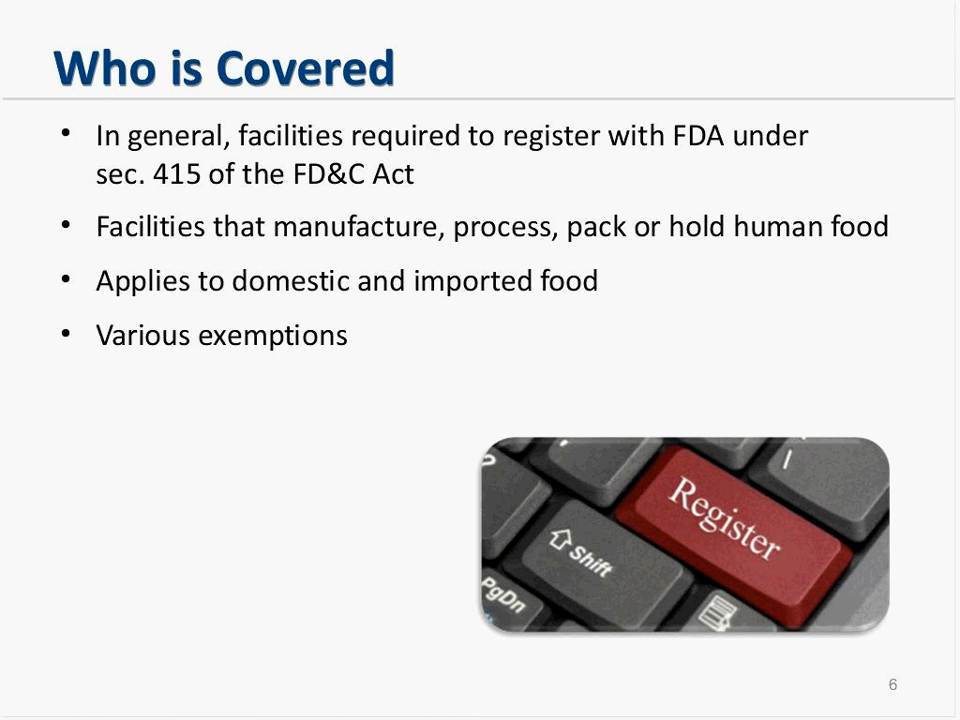 Who is Covered
• In general, facilities required to register with FDA under
sec. 415 of the FD&C Act
• Facilities that manufacture, process, pack or hold human food
• Applies to domestic and imported food
• Various exemptions
Register
Shift
PgDn
6